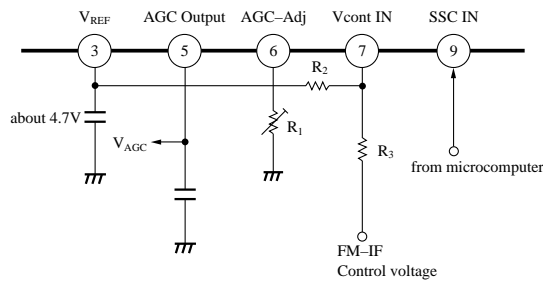 V_REF AGC Output AGC–Adj Vcont IN SSC IN
3 5 6 7 9
R2
about 4.7V
R1
V_AGC
R3
from microcomputer
FM–IF
Control voltage